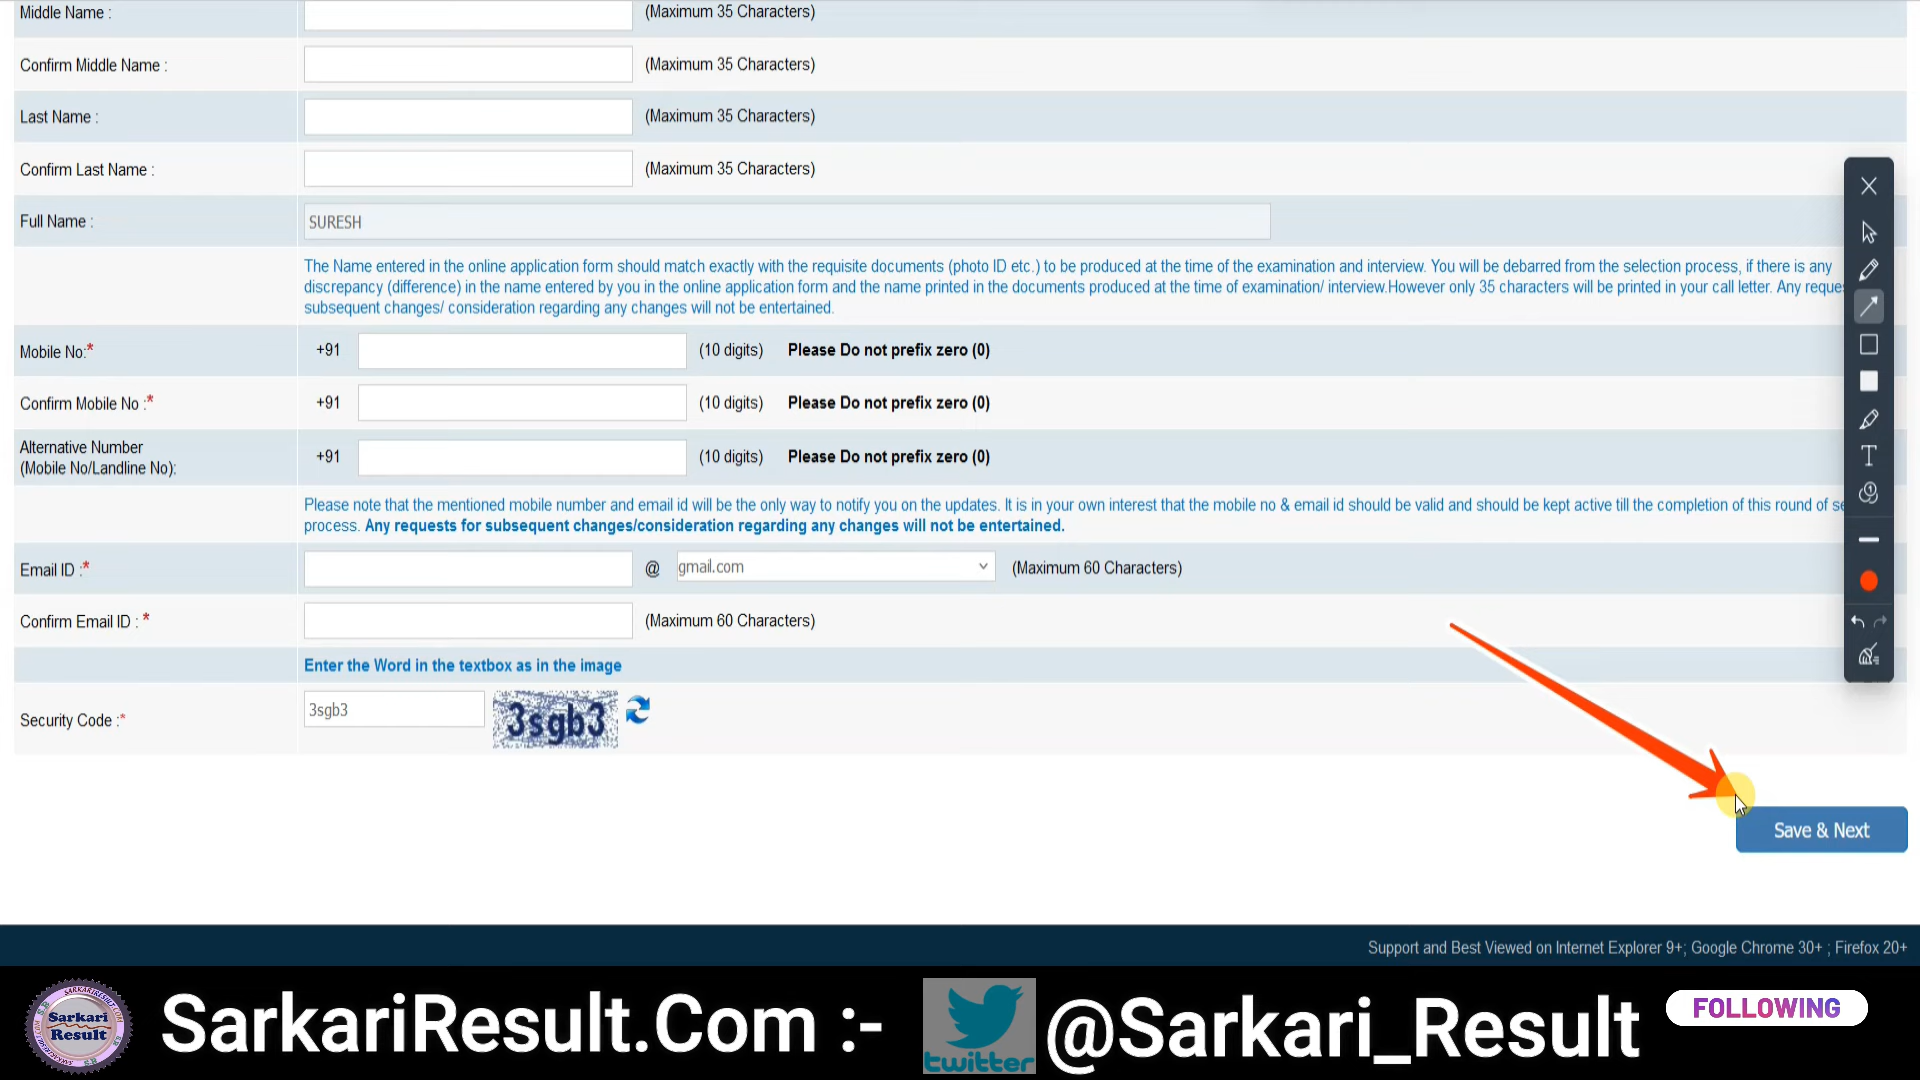 Middle Name : (Maximum 35 Characters)
Confirm Middle Name : (Maximum 35 Characters)
Last Name : (Maximum 35 Characters)
Confirm Last Name : (Maximum 35 Characters)
Full Name : SURESH
The Name entered in the online application form should match exactly with the requisite documents (photo ID etc.) to be produced at the time of the examination and interview. You will be debarred from the selection process, if there is any
discrepancy (difference) in the name entered by you in the online application form and the name printed in the documents produced at the time of examination/ interview.However only 35 characters will be printed in your call letter. Any reque
subsequent changes/ consideration regarding any changes will not be entertained.
Mobile No:* +91 (10 digits) Please Do not prefix zero (0)
Confirm Mobile No :* +91 (10 digits) Please Do not prefix zero (0)
Alternative Number
(Mobile No/Landline No): +91 (10 digits) Please Do not prefix zero (0)
Please note that the mentioned mobile number and email id will be the only way to notify you on the updates. It is in your own interest that the mobile no & email id should be valid and should be kept active till the completion of this round of se
process. Any requests for subsequent changes/consideration regarding any changes will not be entertained.
Email ID :* @ gmail.com (Maximum 60 Characters)
Confirm Email ID : * (Maximum 60 Characters)
Enter the Word in the textbox as in the image
Security Code :* 3sgb3 3sgb3
Save & Next
Support and Best Viewed on Internet Explorer 9+; Google Chrome 30+ ; Firefox 20+
Sarkari
Result
SarkariResult.Com :- twitter @Sarkari_Result FOLLOWING